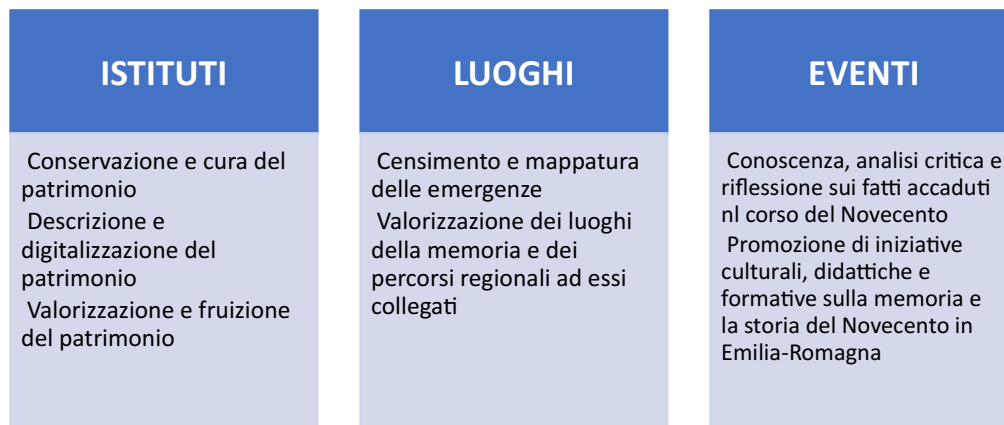 ISTITUTI
Conservazione e cura del
patrimonio
Descrizione e
digitalizzazione del
patrimonio
Valorizzazione e fruizione
del patrimonio
LUOGHI
Censimento e mappatura
delle emergenze
Valorizzazione dei luoghi
della memoria e dei
percorsi regionali ad essi
collegati
EVENTI
Conoscenza, analisi critica e
riflessione sui fatti accaduti
nl corso del Novecento
Promozione di iniziative
culturali, didattiche e
formative sulla memoria e
la storia del Novecento in
Emilia-Romagna